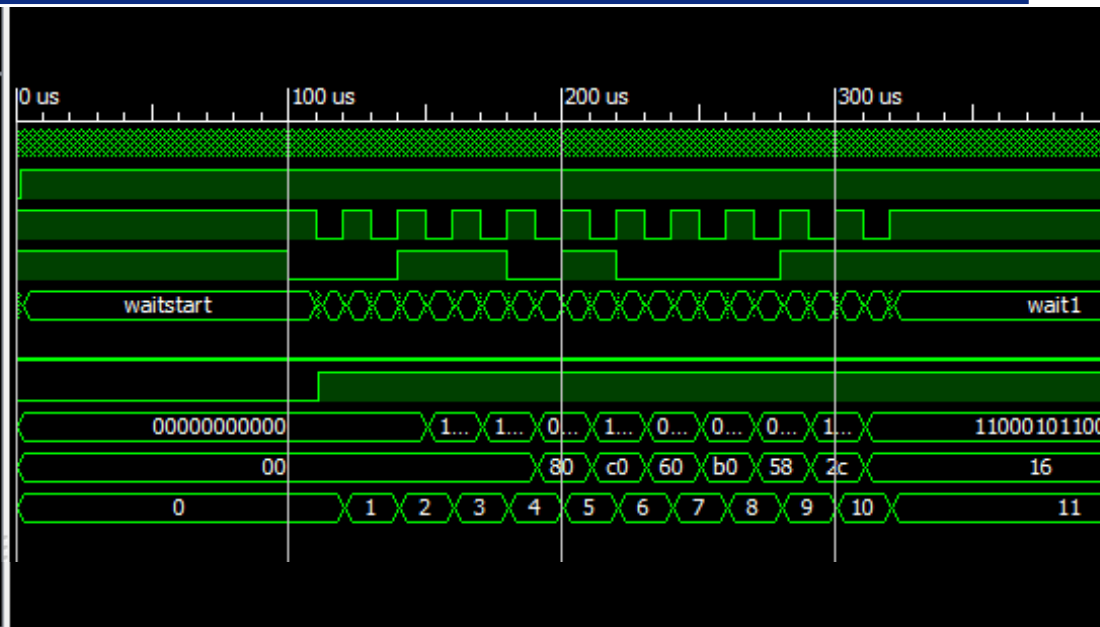 0 us 100 us 200 us 300 us
waitstart wait1
00000000000 1... 1... 0... 1... 0... 0... 0... 1... 11000101100
00 80 c0 60 b0 58 2c 16
0 1 2 3 4 5 6 7 8 9 10 11